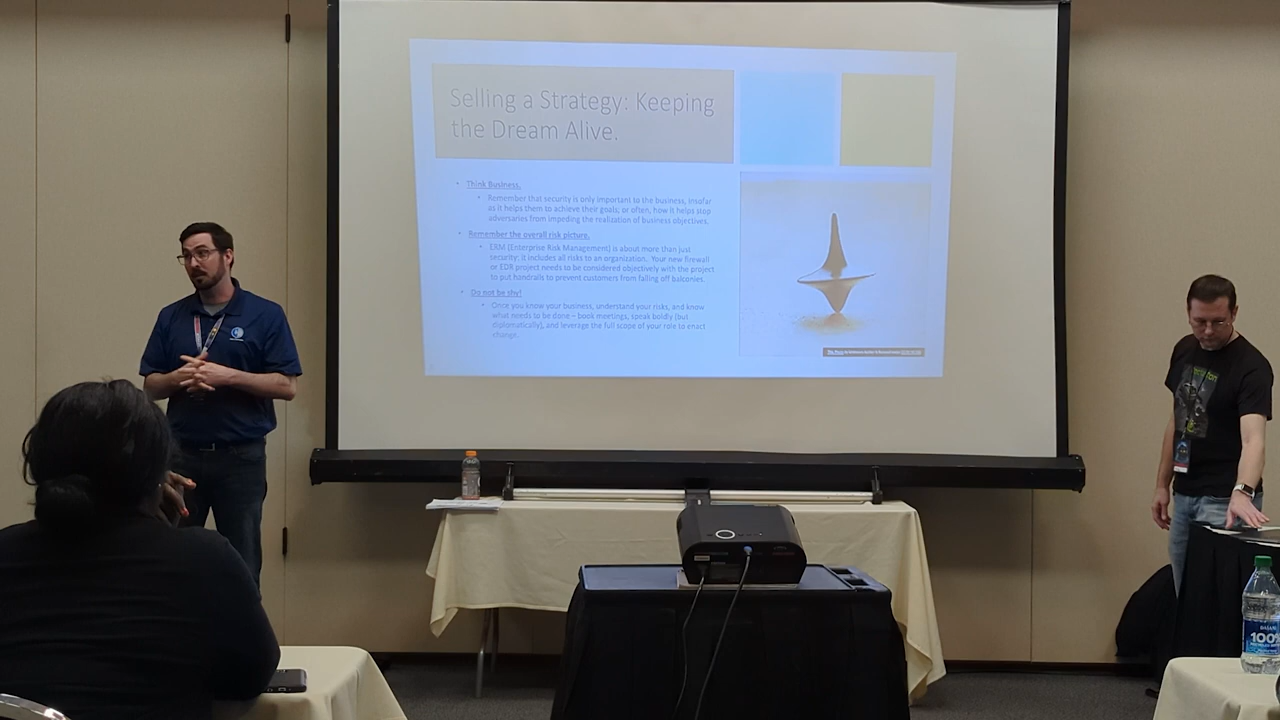 Selling a Strategy: Keeping
the Dream Alive.
Think Business.
Remember that security is only important to the business, insofar
as it helps them to achieve their goals; or often, how it helps stop
adversaries from impeding the realization of business objectives.
Remember the overall risk picture.
ERM (Enterprise Risk Management) is about more than just
security; it includes all risks to an organization. Your new firewall
or EDR project needs to be considered objectively with the project
to put handrails to prevent customers from falling off balconies.
Do not be shy!
Once you know your business, understand your risks, and know
what needs to be done – book meetings, speak boldly (but
diplomatically), and leverage the full scope of your role to enact
change.
100%